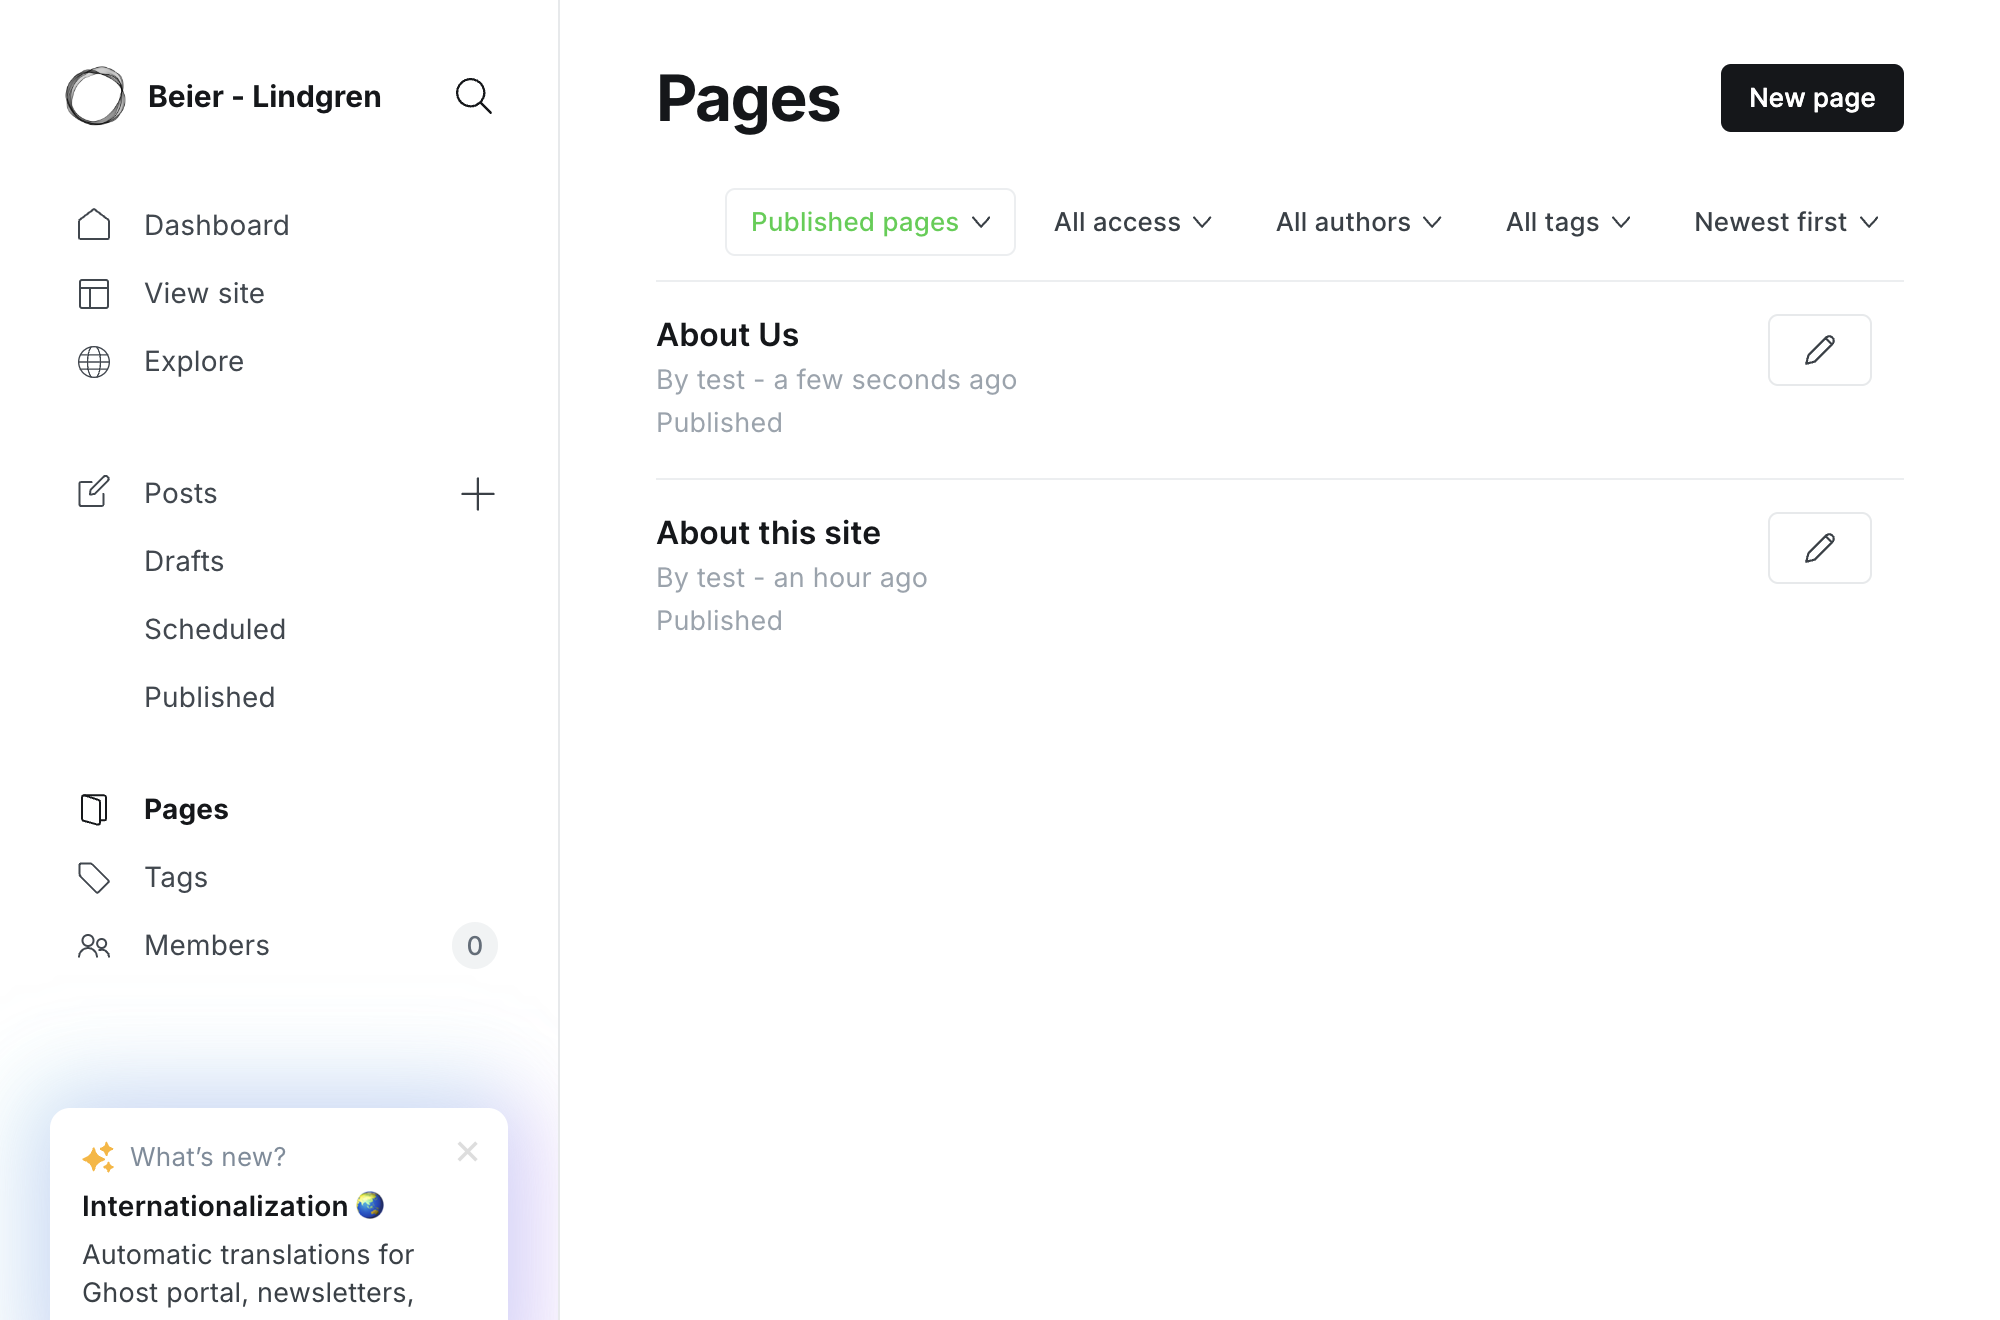 Beier - Lindgren
Dashboard
View site
Explore
Posts
Drafts
Scheduled
Published
Pages
Tags
Members
0
What’s new?
Internationalization 🌏
Automatic translations for
Ghost portal, newsletters,
Pages
New page
Published pages
All access
All authors
All tags
Newest first
About Us
By test - a few seconds ago
Published
About this site
By test - an hour ago
Published